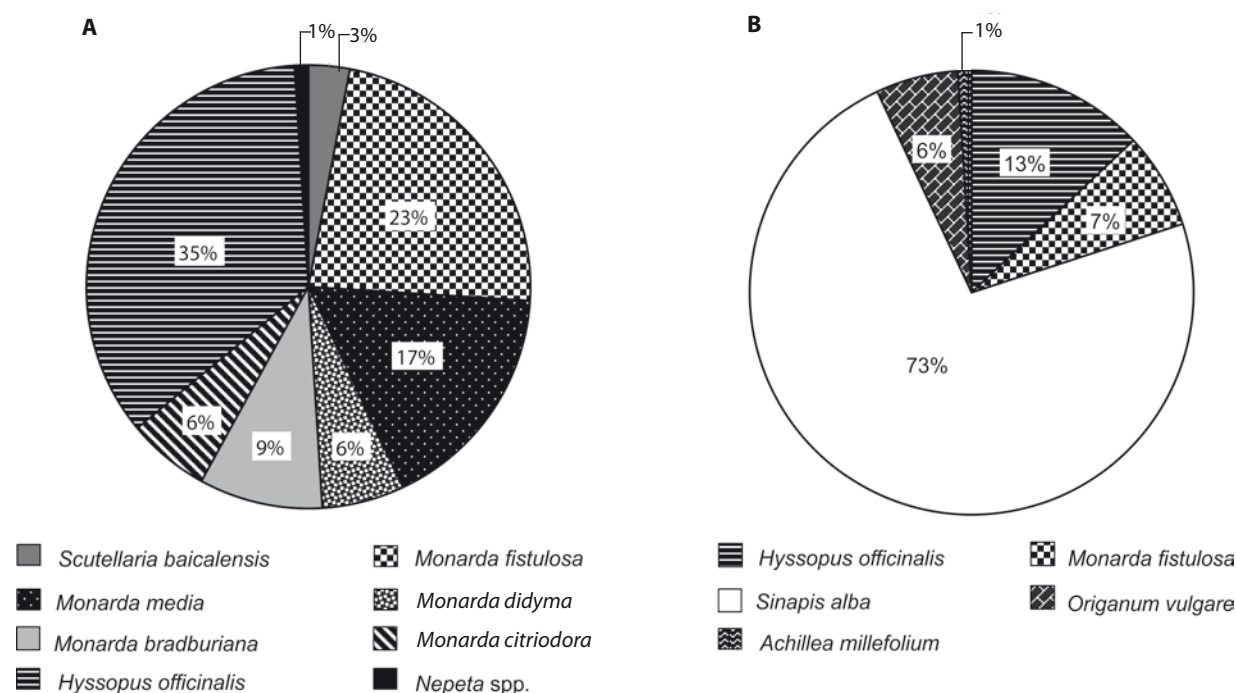 A
1%
3%
23%
35%
17%
6%
9%
6%
Scutellaria baicalensis
Monarda fistulosa
Monarda media
Monarda didyma
Monarda bradburiana
Monarda citriodora
Hyssopus officinalis
Nepeta spp.
B
1%
6%
13%
7%
73%
Hyssopus officinalis
Monarda fistulosa
Sinapis alba
Origanum vulgare
Achillea millefolium